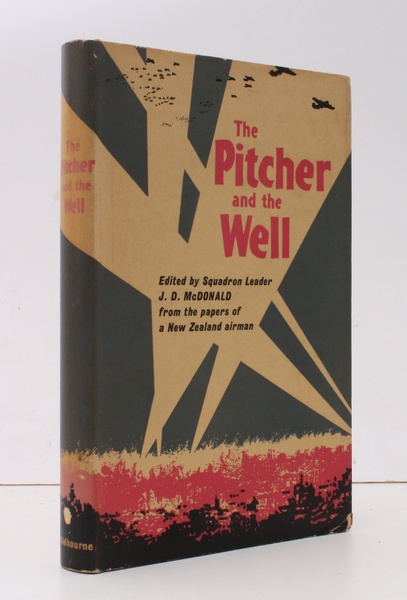 The
Pitcher
and the
Well
Edited by Squadron Leader
J. D. McDONALD
from the papers of
a New Zealand airman
The
Pitcher
and the
Well